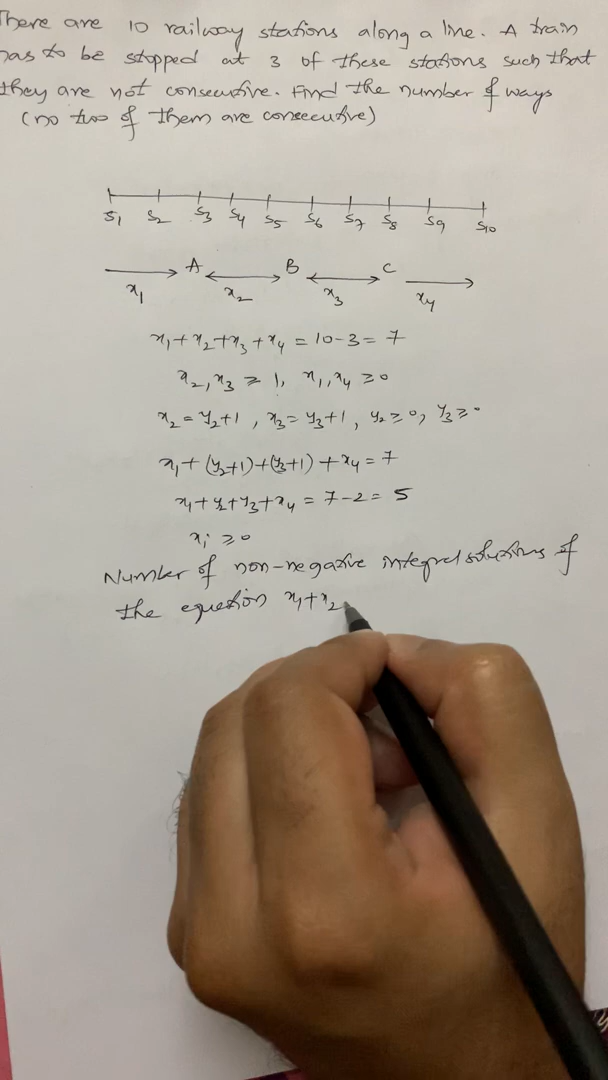 There are 10 railway stations along a line. A train
has to be stopped at 3 of these stations such that
they are not consecutive. Find the number of ways
(no two of them are consecutive)
S1 S2 S3 S4 S5 S6 S7 S8 S9 S10
A B C
x1 x2 x3 x4
x1+x2+x3+x4 = 10-3 = 7
x2, x3 ≥ 1, x1, x4 ≥ 0
x2 = y2+1, x3 = y3+1, y2 ≥ 0, y3 ≥ 0
x1+(y2+1)+(y3+1)+x4 = 7
x1+y2+y3+x4 = 7-2 = 5
xi ≥ 0
Number of non-negative integral solutions of
the equation x1+x2